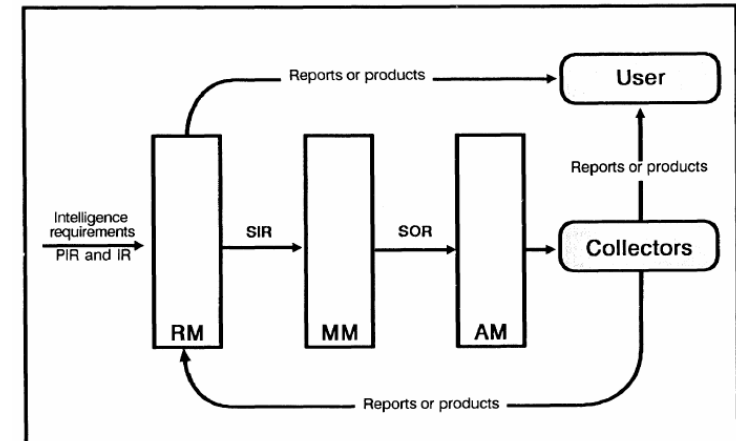 Reports or products
User
Reports or products
Intelligence
requirements
PIR and IR
SIR
SOR
Collectors
RM
MM
AM
Reports or products